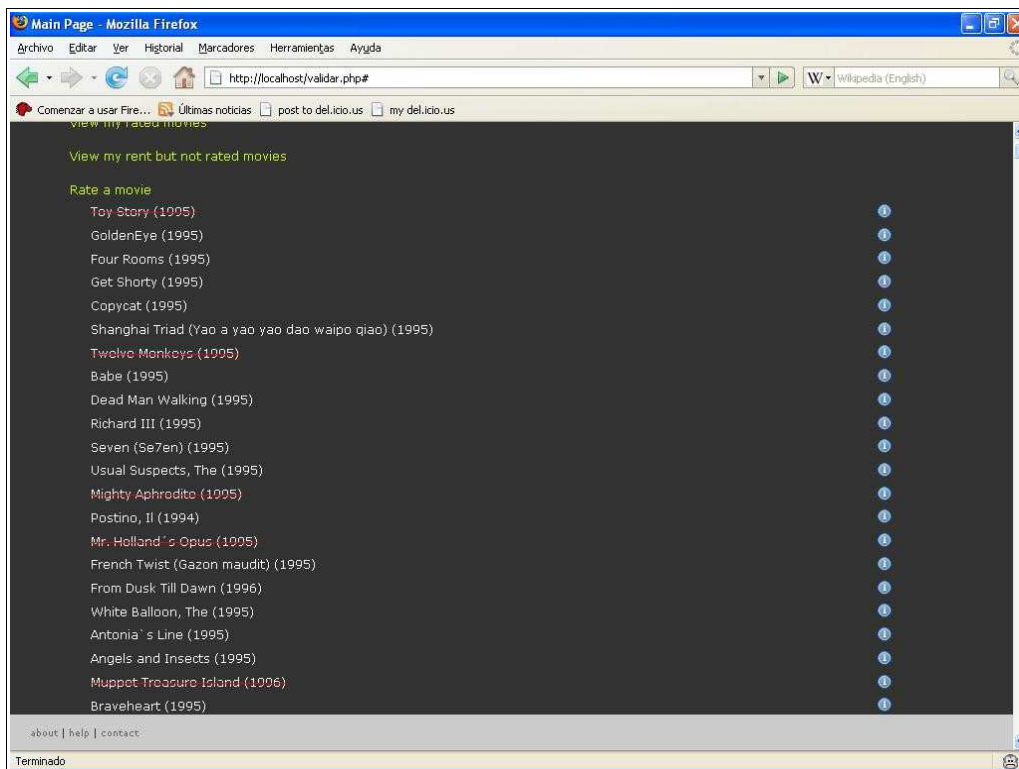 Main Page - Mozilla Firefox
Archivo Editar Ver Historial Marcadores Herramientas Ayuda
http://localhost/validar.php# W Wikipedia (English)
Comenzar a usar Fire... Últimas noticias post to del.icio.us my del.icio.us
View my rated movies
View my rent but not rated movies
Rate a movie
Toy Story (1995)
GoldenEye (1995)
Four Rooms (1995)
Get Shorty (1995)
Copycat (1995)
Shanghai Triad (Yao a yao yao dao waipo qiao) (1995)
Twelve Monkeys (1995)
Babe (1995)
Dead Man Walking (1995)
Richard III (1995)
Seven (Se7en) (1995)
Usual Suspects, The (1995)
Mighty Aphrodite (1995)
Postino, Il (1994)
Mr. Holland´s Opus (1995)
French Twist (Gazon maudit) (1995)
From Dusk Till Dawn (1996)
White Balloon, The (1995)
Antonia`s Line (1995)
Angels and Insects (1995)
Muppet Treasure Island (1996)
Braveheart (1995)
about | help | contact
Terminado